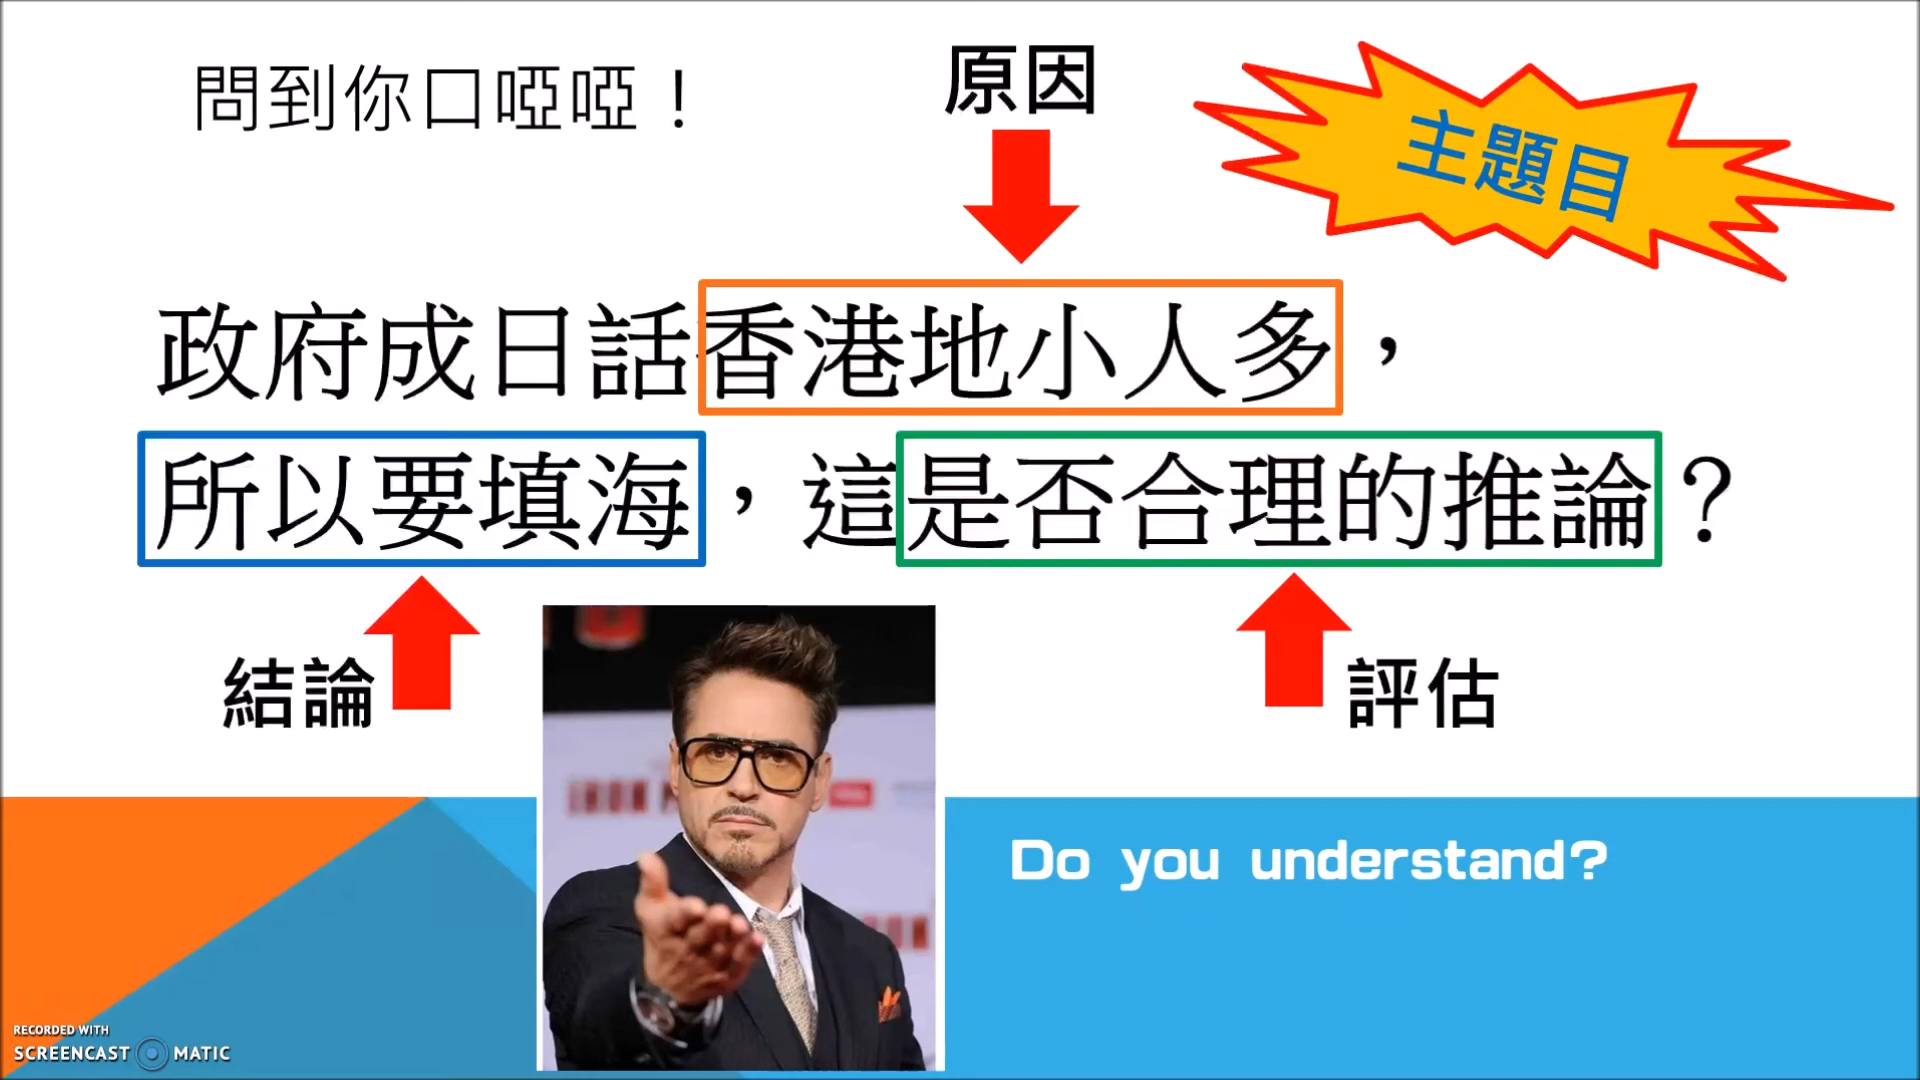 問到你口啞啞！
原因
主題目
政府成日話香港地小人多，
所以要填海，這是否合理的推論？
結論
評估
Do you understand?
RECORDED WITH
SCREENCAST MATIC